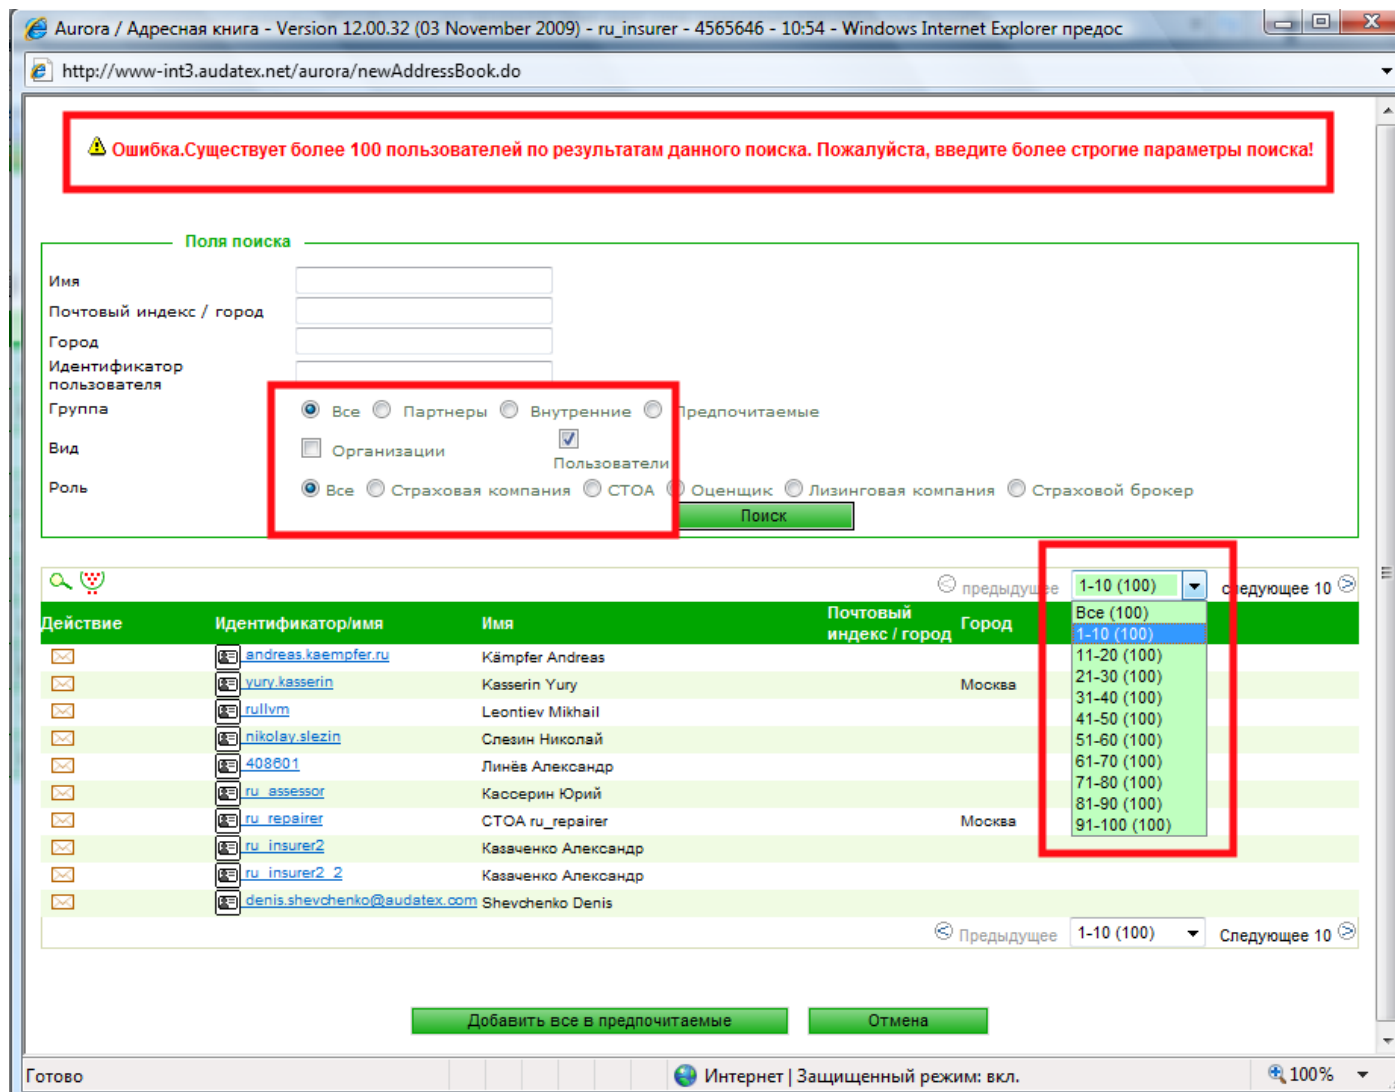 Aurora / Адресная книга - Version 12.00.32 (03 November 2009) - ru_insurer - 4565646 - 10:54 - Windows Internet Explorer предос
http://www-int3.audatex.net/aurora/newAddressBook.do
Ошибка.Существует более 100 пользователей по результатам данного поиска. Пожалуйста, введите более строгие параметры поиска!
Поля поиска
Имя
Почтовый индекс / город
Город
Идентификатор
пользователя
Группа Все Партнеры Внутренние Предпочитаемые
Вид Организации Пользователи
Роль Все Страховая компания СТОА Оценщик Лизинговая компания Страховой брокер
Поиск
предыдущее 1-10 (100) следующее 10
Действие Идентификатор/имя Имя Почтовый индекс / город Город
Все (100)
1-10 (100)
11-20 (100)
21-30 (100)
31-40 (100)
41-50 (100)
51-60 (100)
61-70 (100)
71-80 (100)
81-90 (100)
91-100 (100)
andreas.kaempfer.ru Kämpfer Andreas
yury.kasserin Kasserin Yury Москва
rullvm Leontiev Mikhail
nikolay.slezin Слезин Николай
408601 Линёв Александр
ru_assessor Кассерин Юрий
ru_repairer СТОА ru_repairer Москва
ru_insurer2 Казаченко Александр
ru_insurer2_2 Казаченко Александр
denis.shevchenko@audatex.com Shevchenko Denis
Предыдущее 1-10 (100) Следующее 10
Добавить все в предпочитаемые Отмена
Готово Интернет | Защищенный режим: вкл. 100%